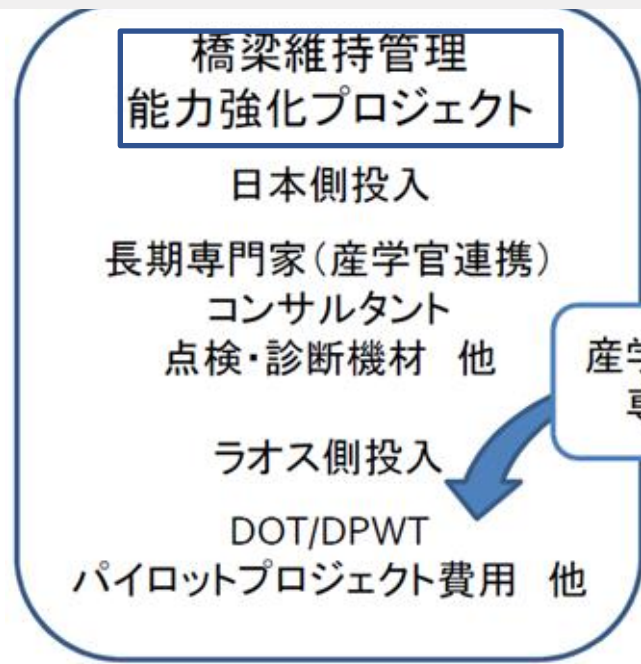 橋梁維持管理
能力強化プロジェクト
日本側投入
長期専門家(産学官連携)
コンサルタント
点検・診断機材 他
産学
ラオス側投入
DOT/DPWT
パイロットプロジェクト費用 他